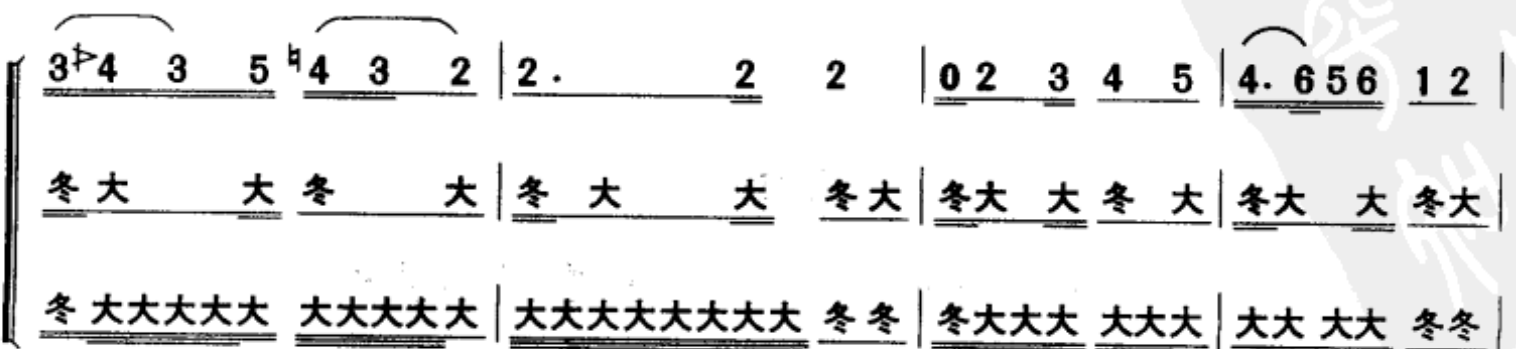 3 4 3 5 ♮4 3 2 | 2 . 2 2 | 0 2 3 4 5 | 4 . 6 5 6 1 2 |
冬 大 大 冬 大 | 冬 大 大 冬大 | 冬大 大 冬 大 | 冬大 大 冬大 |
冬 大大大大大 大大大大大 | 大大大大大大大大 冬冬 | 冬大大大 大大大 | 大大 大大 冬冬